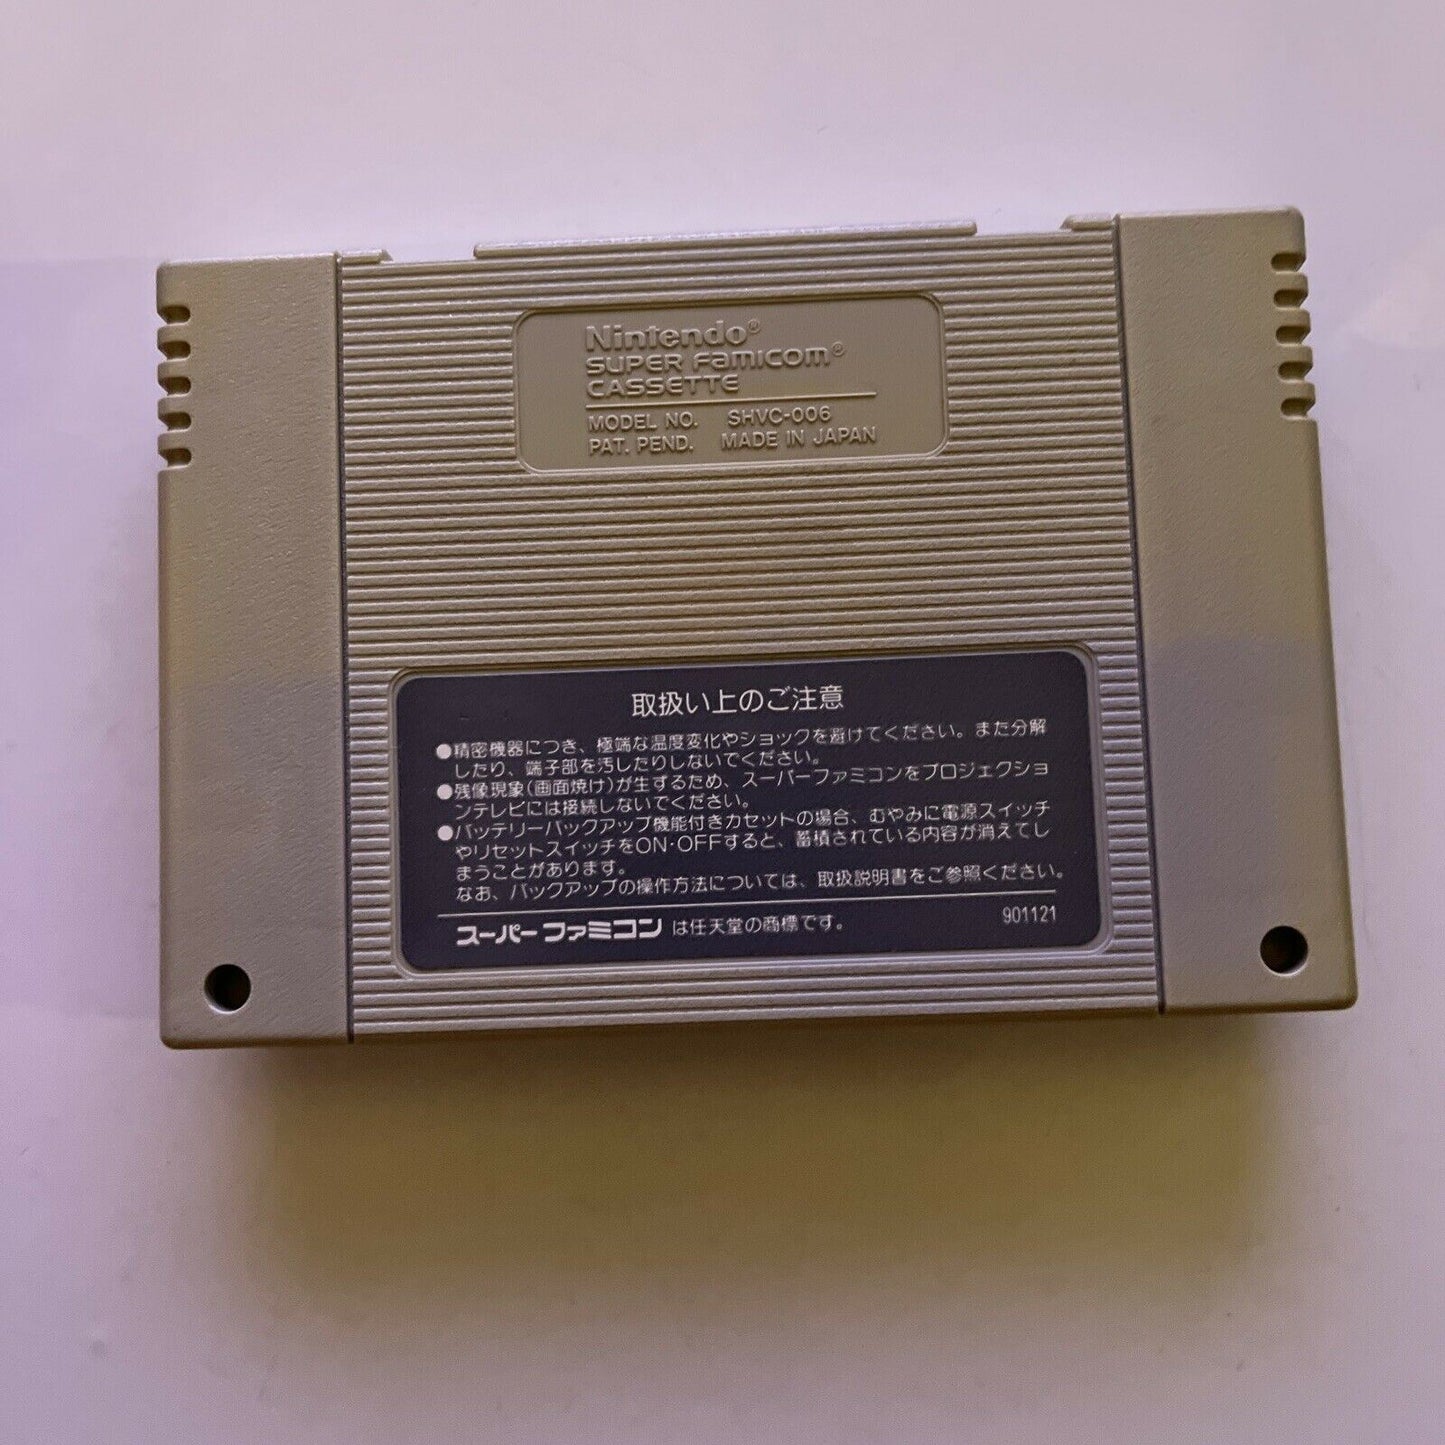 Nintendo®
SUPER FAMICOM®
CASSETTE
MODEL NO. SHVC-006
PAT. PEND. MADE IN JAPAN
取扱い上のご注意
●精密機器につき、極端な温度変化やショックを避けてください。また分解
したり、端子部を汚したりしないでください。
●残像現象(画面焼け)が生ずるため、スーパーファミコンをプロジェクショ
ンテレビには接続しないでください。
●バッテリーバックアップ機能付きカセットの場合、むやみに電源スイッチ
やリセットスイッチをON・OFFすると、蓄積されている内容が消えてし
まうことがあります。
なお、バックアップの操作方法については、取扱説明書をご参照ください。
スーパーファミコン は任天堂の商標です。 901121